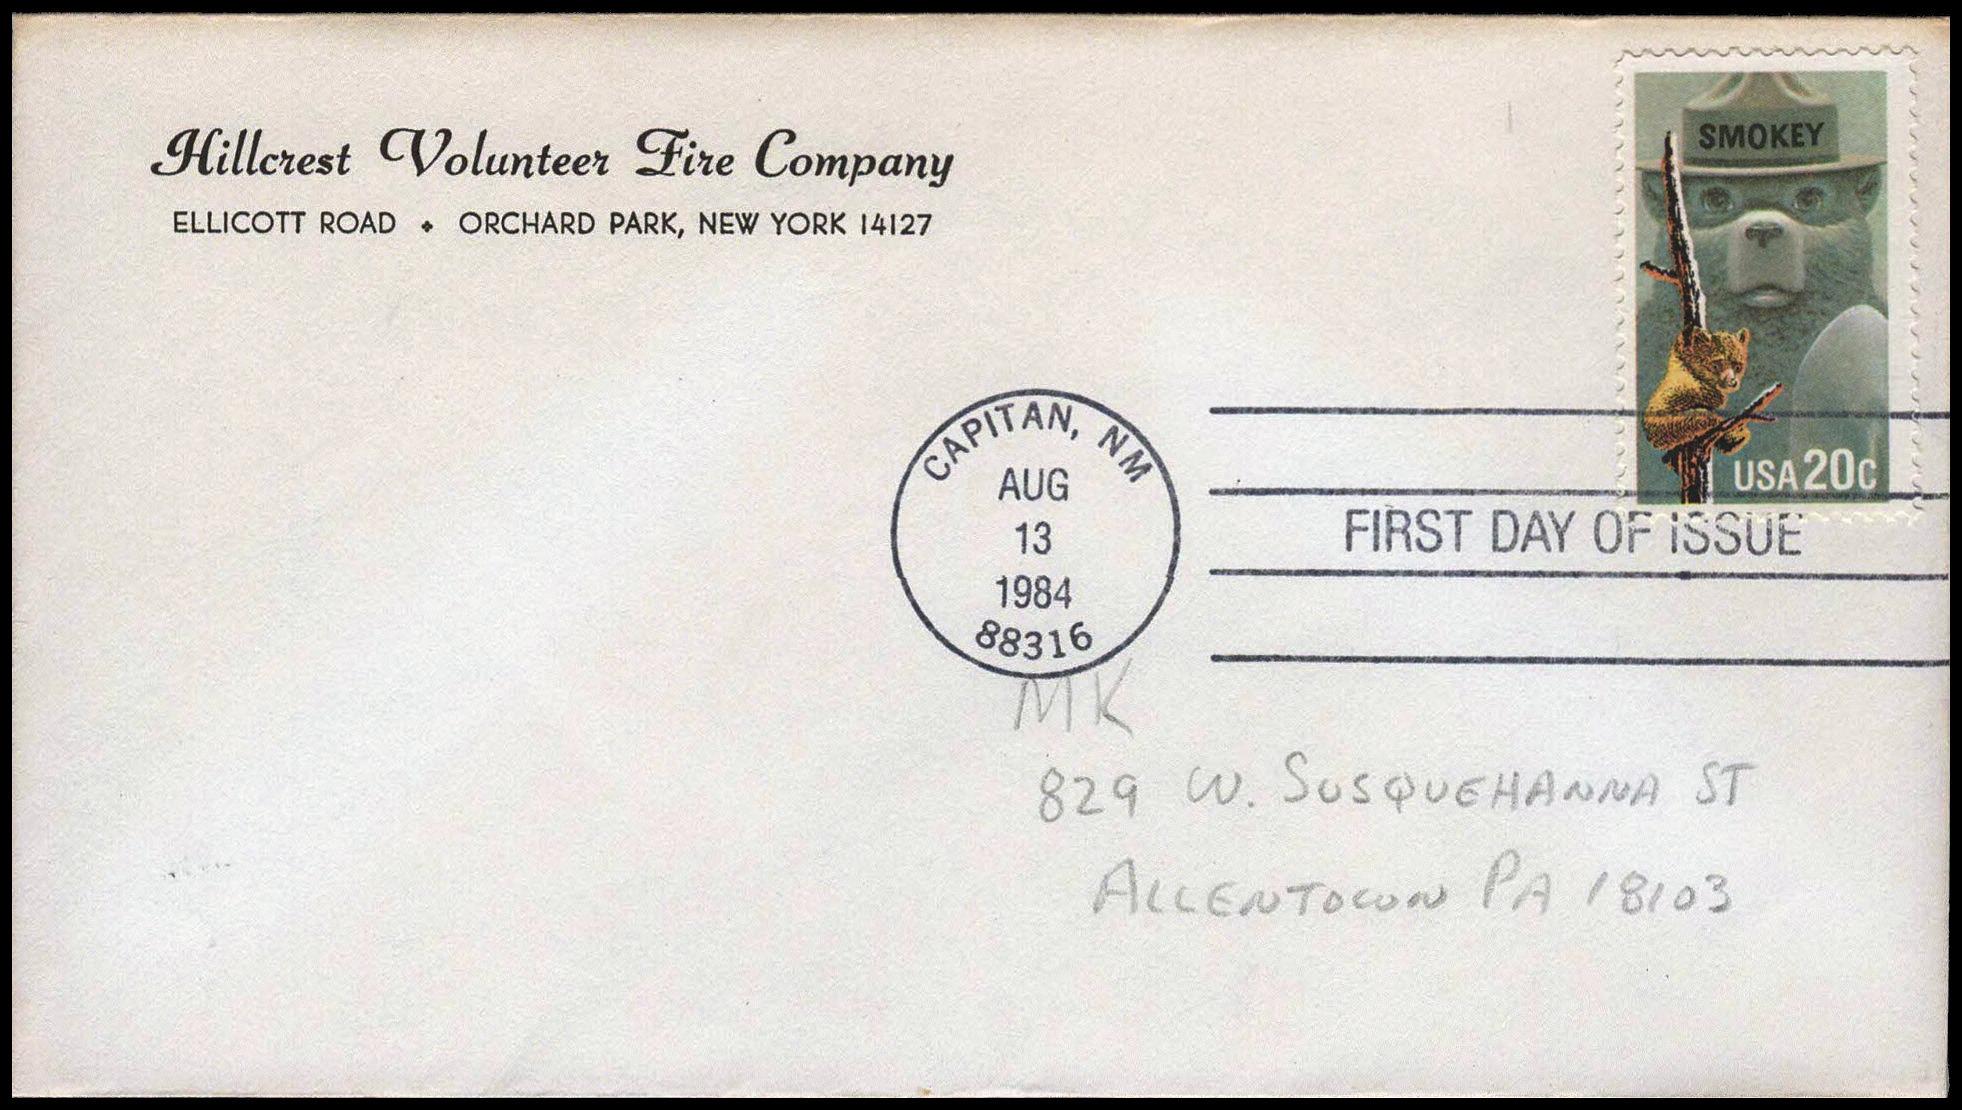 Hillcrest Volunteer Fire Company
ELLICOTT ROAD • ORCHARD PARK, NEW YORK 14127
SMOKEY
USA 20c
CAPITAN, NM
AUG
13
1984
88316
FIRST DAY OF ISSUE
MK
829 W. SUSQUEHANNA ST
ALLENTOWN PA 18103